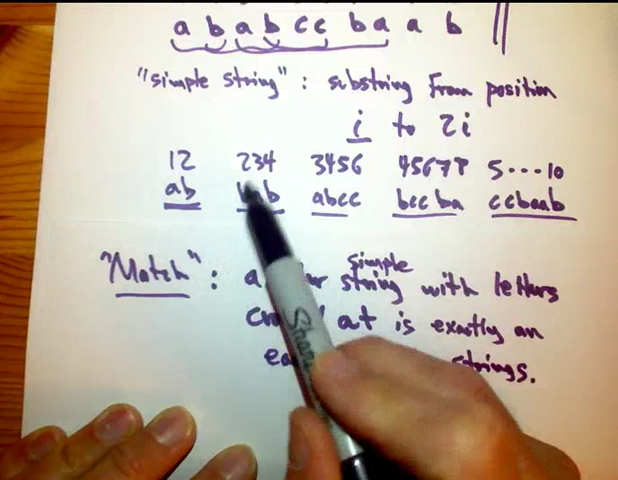 a b a b c c b a a b ||
"simple string" : substring from position
i to 2i
12 234 3456 45678 5....10
ab abcc bccba ccbaab
"Match" : simple
a string with letters
at is exactly an
strings.
Sharpie